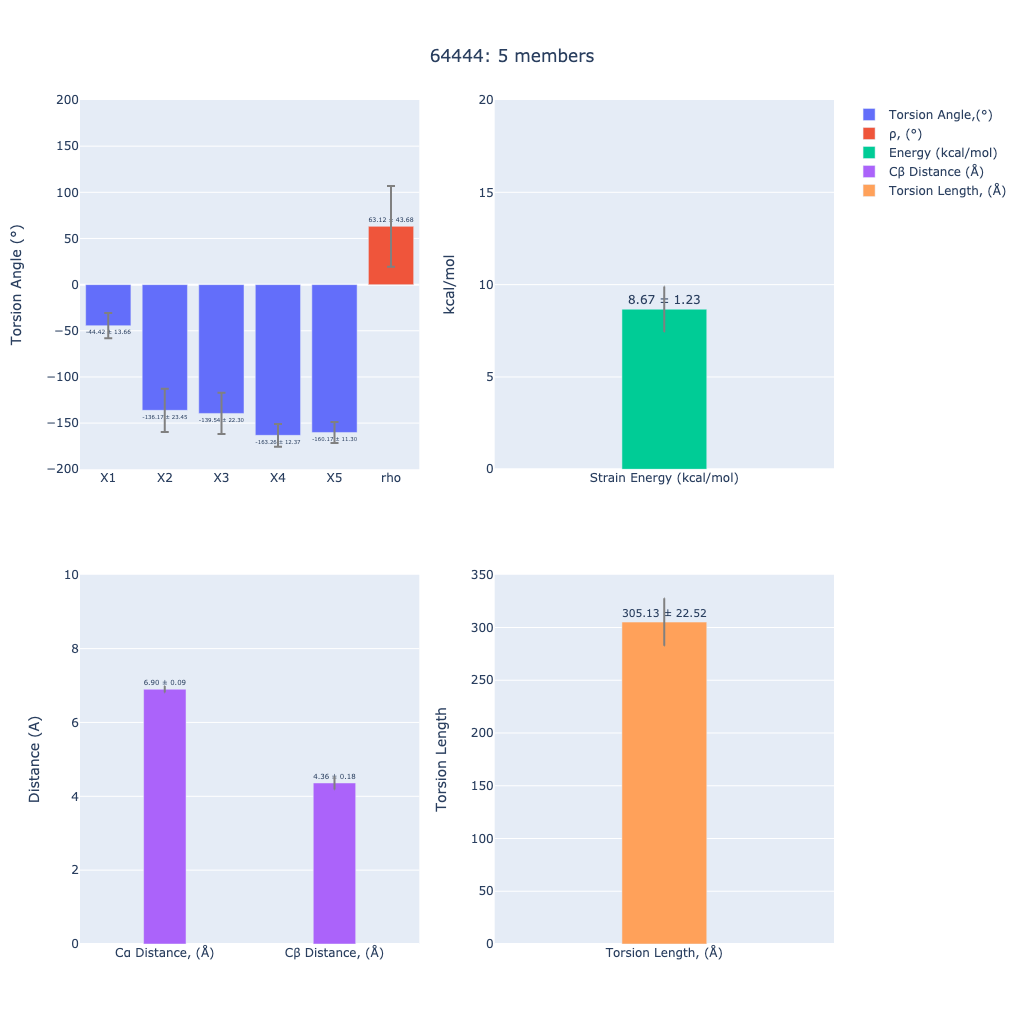 64444: 5 members
200
150
100
50
0
−50
−100
−150
−200
Torsion Angle (°)
63.12 ± 43.68
-44.42 ± 13.66
-136.17 ± 23.45
-139.54 ± 22.30
-163.26 ± 12.37
-160.17 ± 11.30
X1 X2 X3 X4 X5 rho
20
15
10
5
0
kcal/mol
8.67 ± 1.23
Strain Energy (kcal/mol)
Torsion Angle,(°)
ρ, (°)
Energy (kcal/mol)
Cβ Distance (Å)
Torsion Length, (Å)
10
8
6
4
2
0
Distance (A)
6.90 ± 0.09
4.36 ± 0.18
Cα Distance, (Å) Cβ Distance, (Å)
350
300
250
200
150
100
50
0
Torsion Length
305.13 ± 22.52
Torsion Length, (Å)